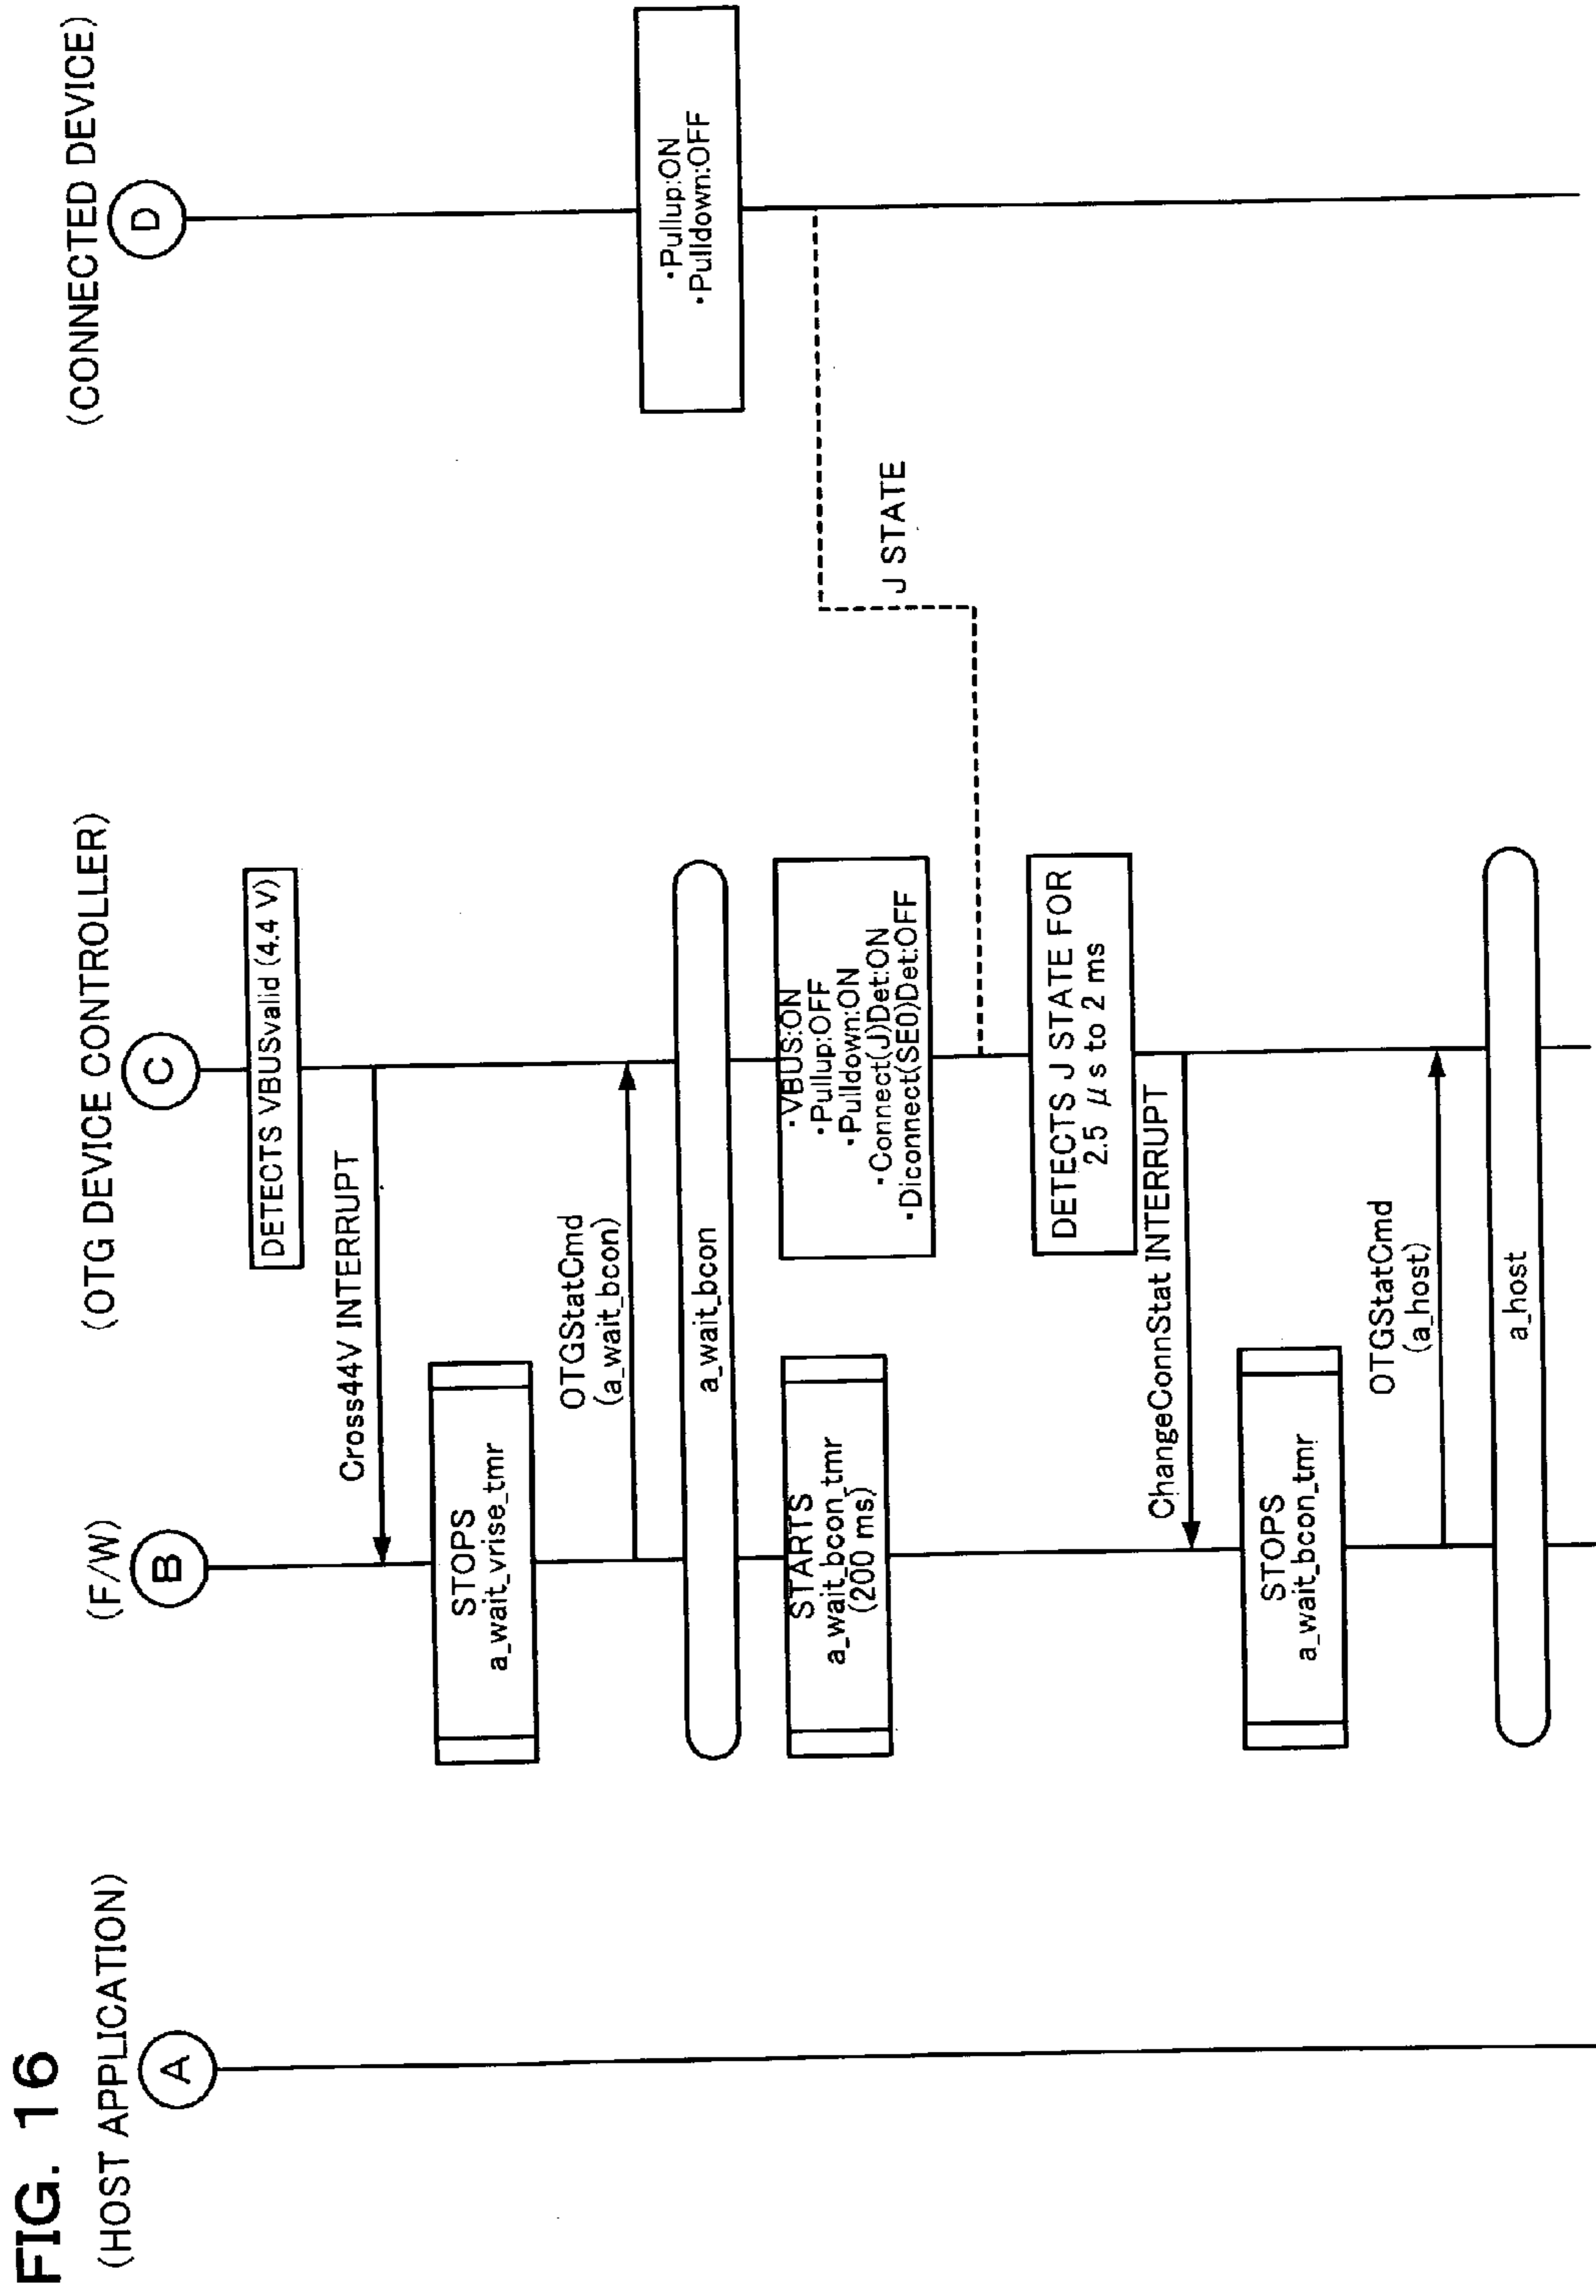 FIG. 16
(HOST APPLICATION)
(F/W)
(OTG DEVICE CONTROLLER)
(CONNECTED DEVICE)
A
B
C
D
DETECTS VBUSvalid (4.4 V)
Cross44V INTERRUPT
STOPS
a_wait_vrise_tmr
OTGStatCmd
(a_wait_bcon)
a_wait_bcon
・Pullup:ON
・Pulldown:OFF
STARTS
a_wait_bcon_tmr
(200 ms)
・VBUS:ON
・Pullup:OFF
・Pulldown:ON
・Connect(J)Det:ON
・Diconnect(SE0)Det:OFF
J STATE
DETECTS J STATE FOR
2.5 μs to 2 ms
ChangeConnStat INTERRUPT
STOPS
a_wait_bcon_tmr
OTGStatCmd
(a_host)
a_host